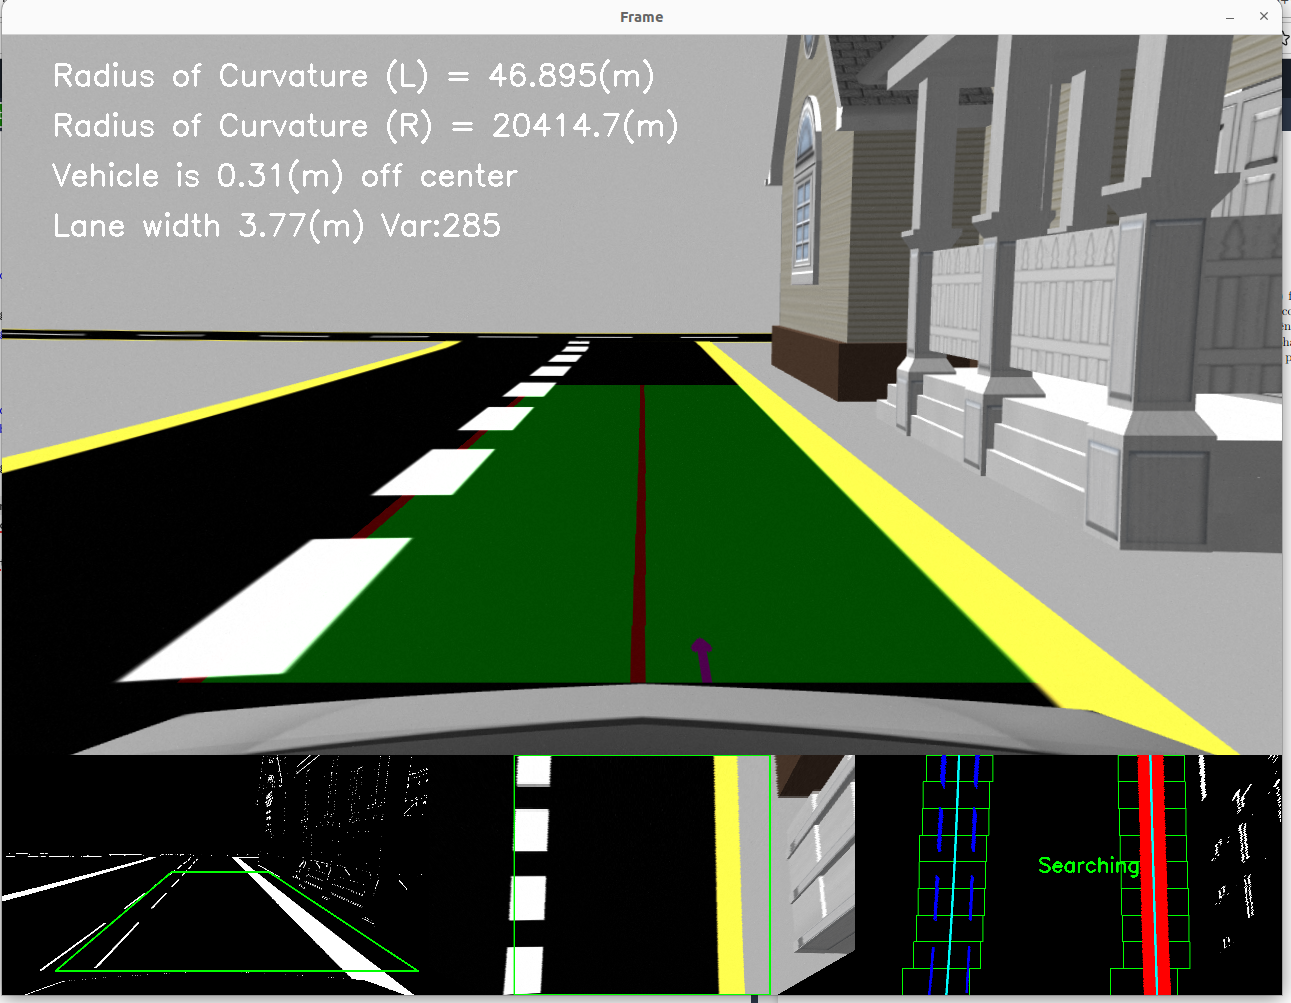 Frame
Radius of Curvature (L) = 46.895(m)
Radius of Curvature (R) = 20414.7(m)
Vehicle is 0.31(m) off center
Lane width 3.77(m) Var:285
Searching